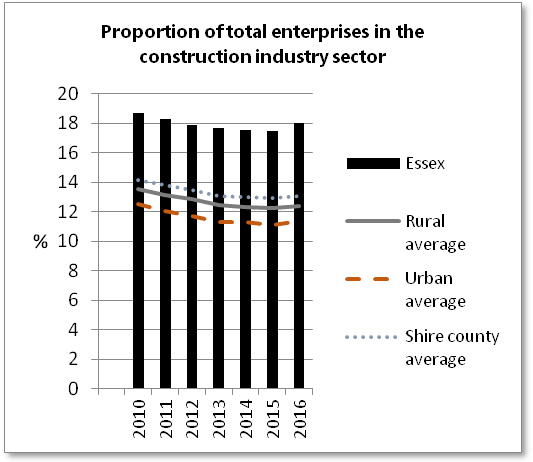 Proportion of total enterprises in the
construction industry sector
20
18
16
14
12
10
8
6
4
2
0
%
2010
2011
2012
2013
2014
2015
2016
Essex
Rural
average
Urban
average
Shire county
average